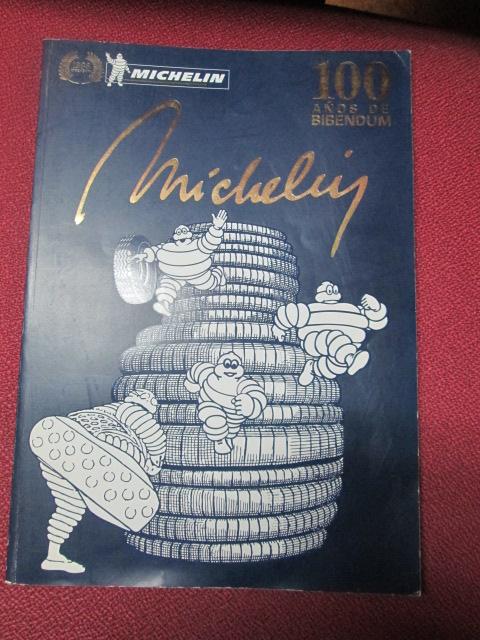 MICHELIN
100
AÑOS DE
BIBENDUM
Michelin